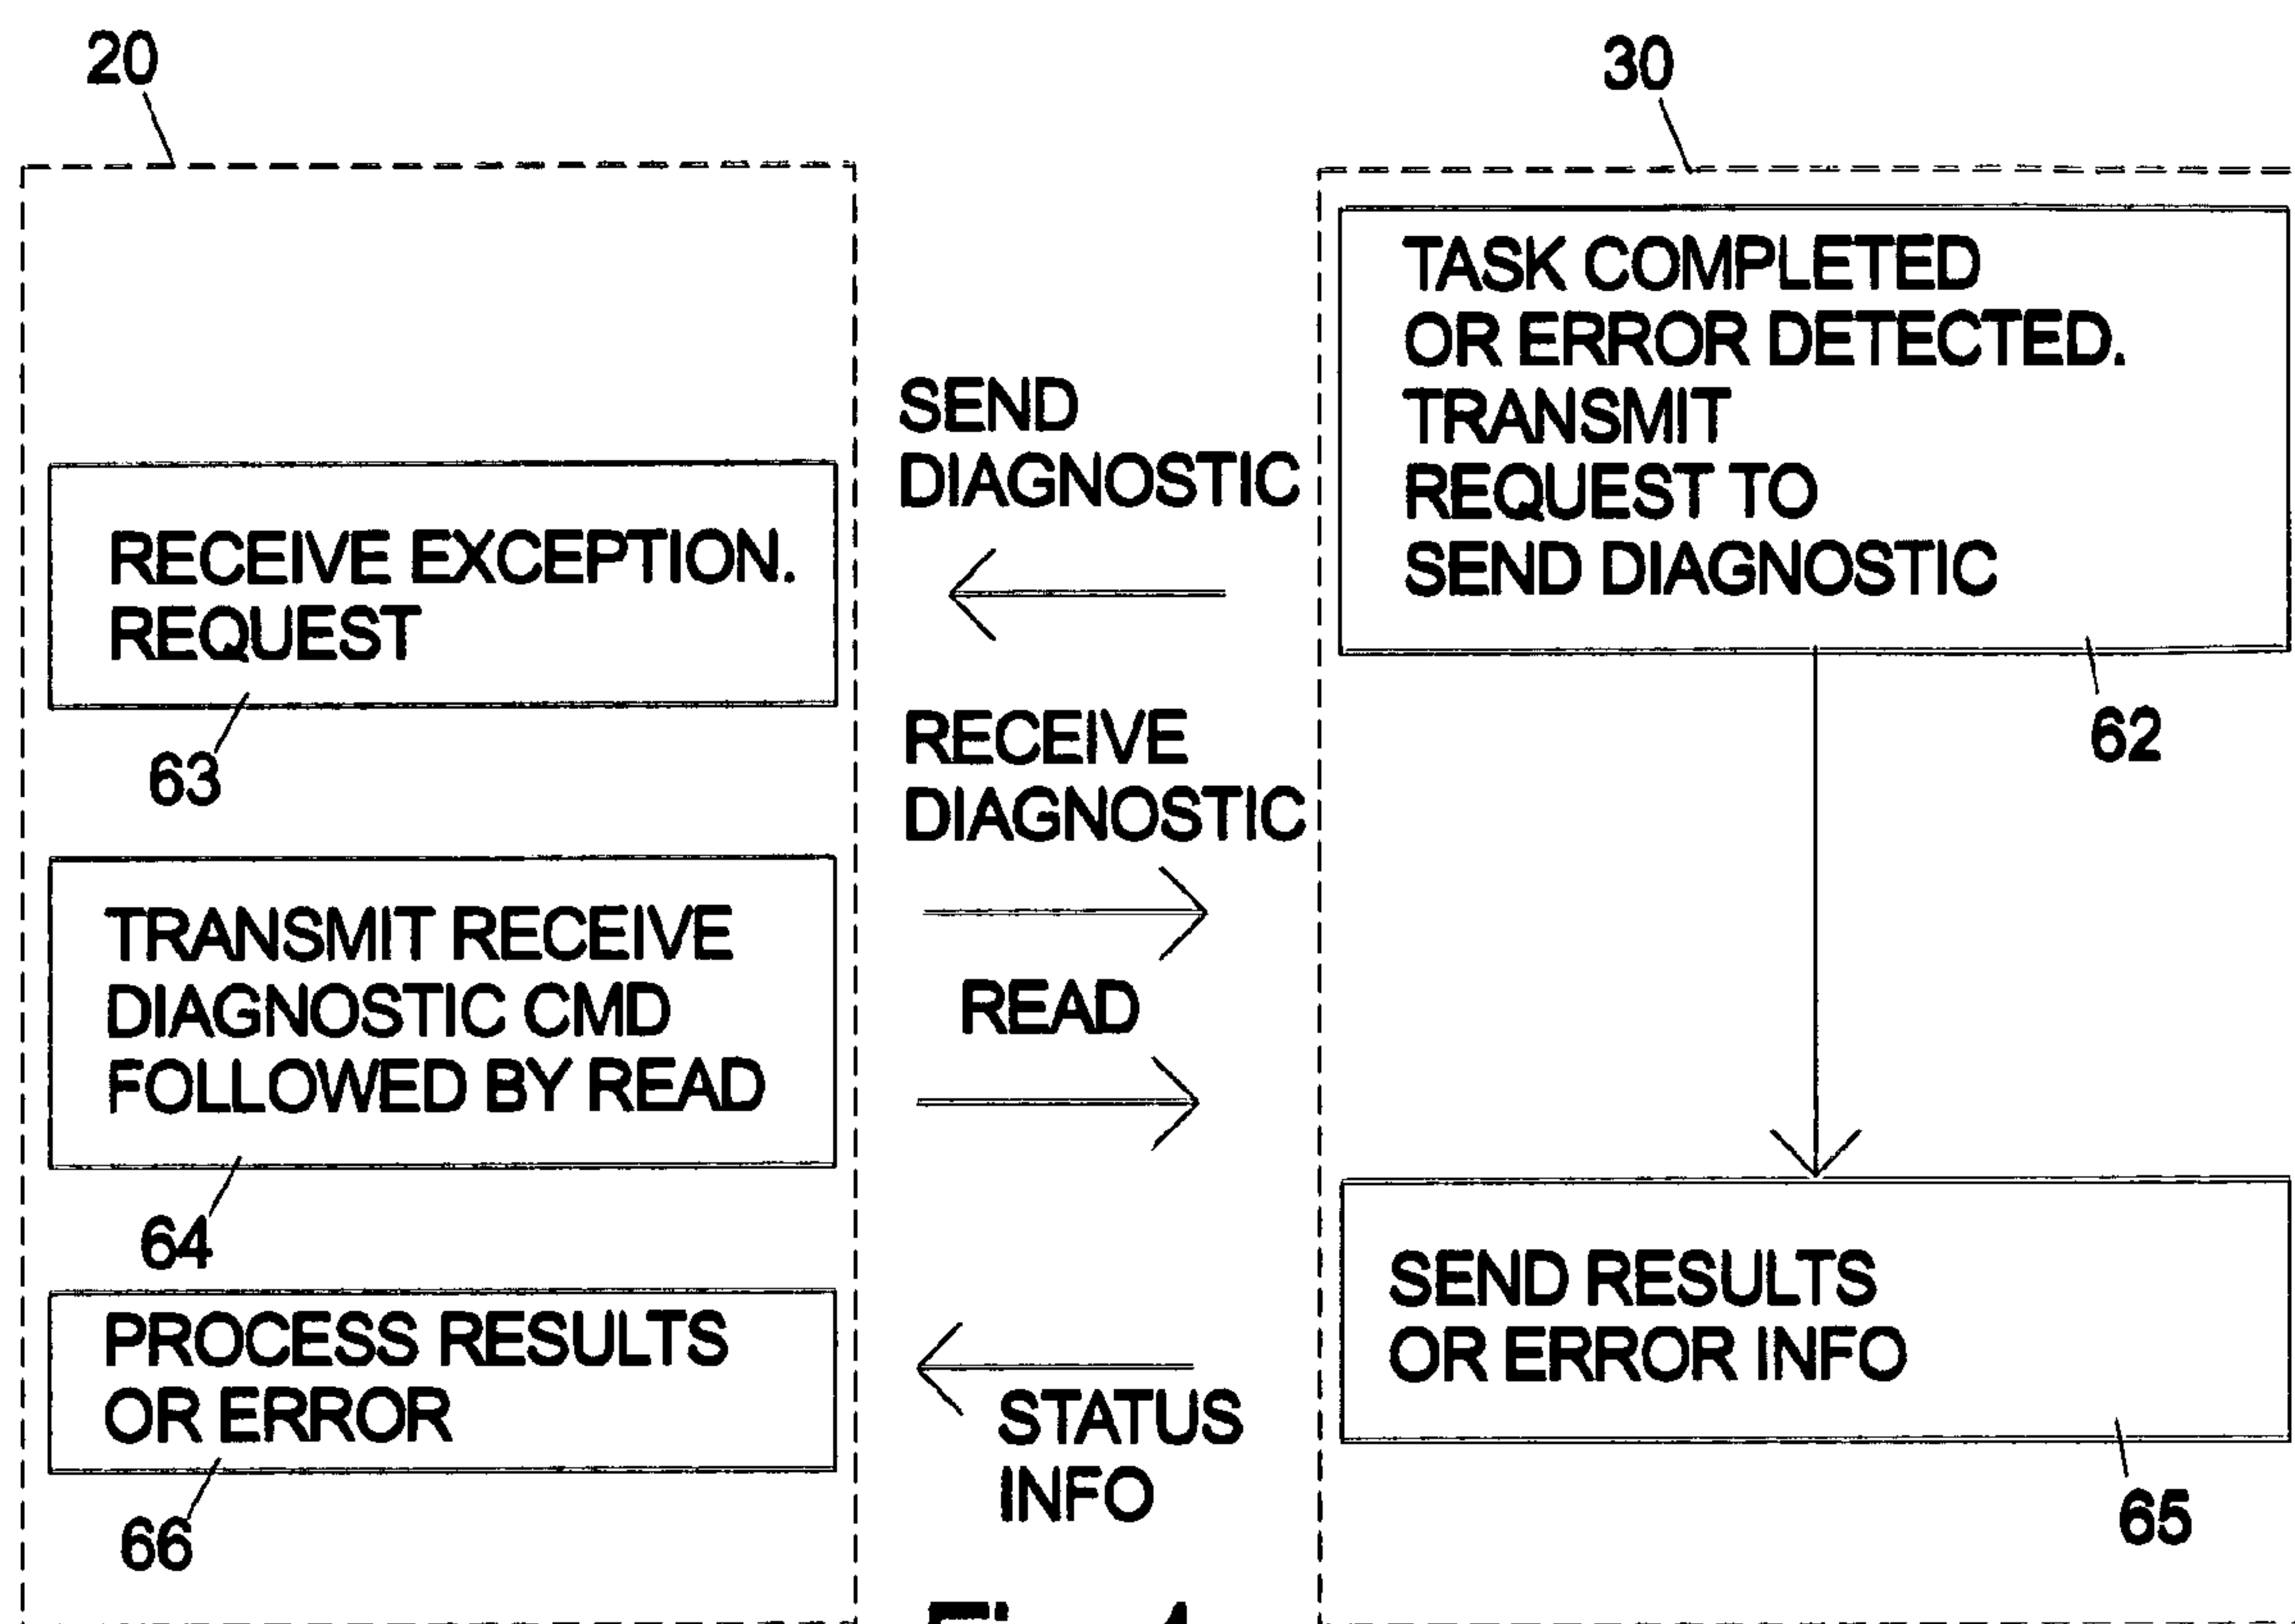 20
30
TASK COMPLETED
OR ERROR DETECTED.
TRANSMIT
REQUEST TO
SEND DIAGNOSTIC
62
SEND
DIAGNOSTIC
RECEIVE EXCEPTION.
REQUEST
63
RECEIVE
DIAGNOSTIC
TRANSMIT RECEIVE
DIAGNOSTIC CMD
FOLLOWED BY READ
64
READ
SEND RESULTS
OR ERROR INFO
65
PROCESS RESULTS
OR ERROR
66
STATUS
INFO